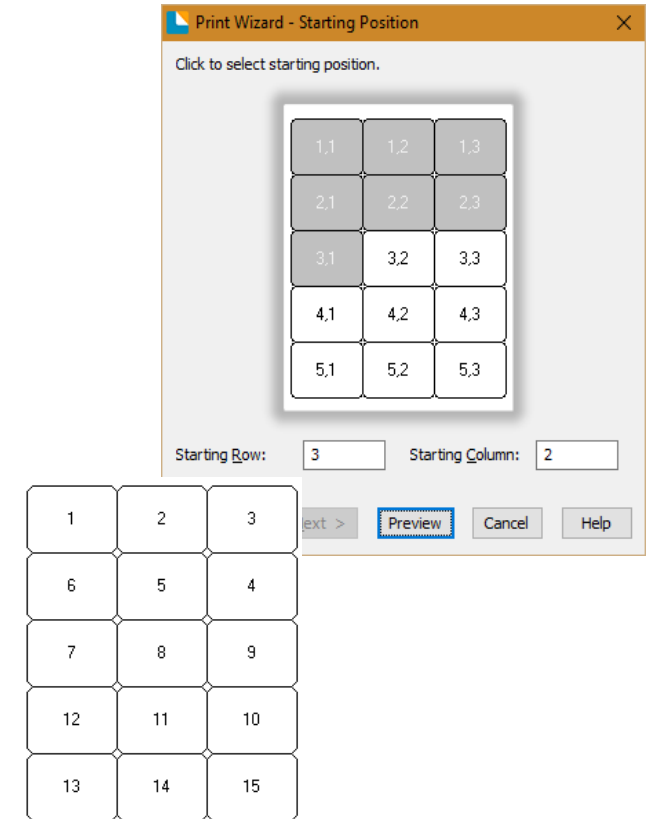 Print Wizard - Starting Position
Click to select starting position.
1,1 1,2 1,3
2,1 2,2 2,3
3,1 3,2 3,3
4,1 4,2 4,3
5,1 5,2 5,3
Starting Row: 3 Starting Column: 2
ext > Preview Cancel Help
1 2 3
6 5 4
7 8 9
12 11 10
13 14 15